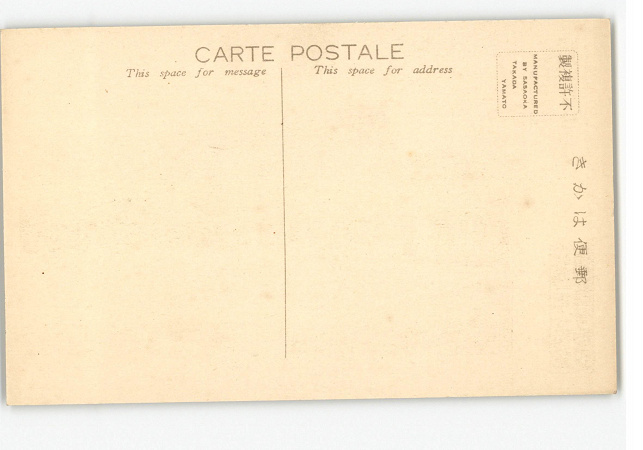 CARTE POSTALE
This space for message
This space for address
不許複製
MANUFACTURED
BY SASAOKA
TAKADA
YAMATO
郵便はかき